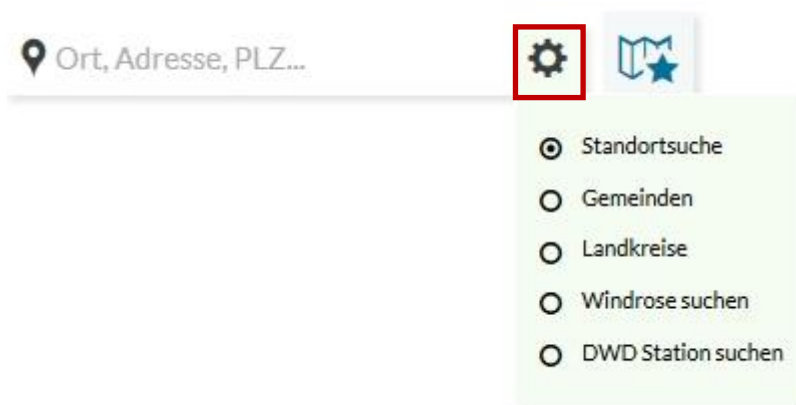 Ort, Adresse, PLZ...
Standortsuche
Gemeinden
Landkreise
Windrose suchen
DWD Station suchen